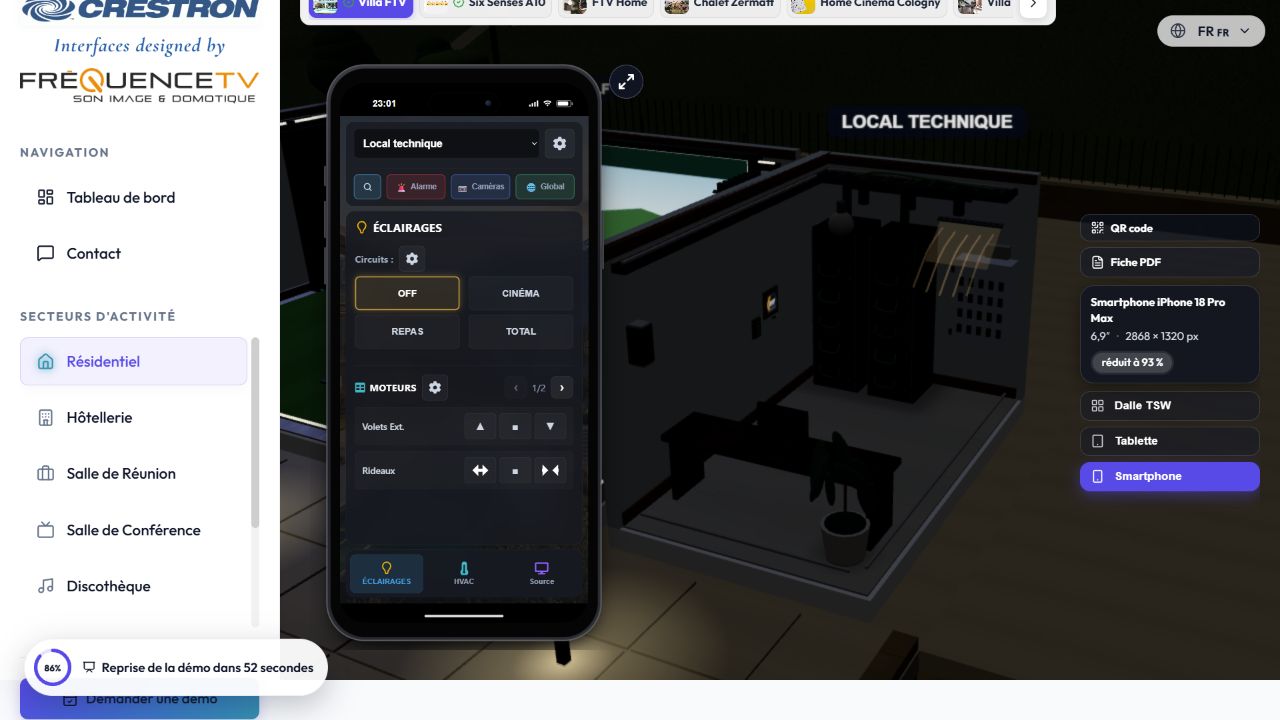 CRESTRON
Interfaces designed by
FRÉQUENCETV
SON IMAGE & DOMOTIQUE
NAVIGATION
Tableau de bord
Contact
SECTEURS D'ACTIVITÉ
Résidentiel
Hôtellerie
Salle de Réunion
Salle de Conférence
Discothèque
86%
Reprise de la démo dans 52 secondes
Demander une démo
Villa FTV
Six Senses A10
FTV Home
Chalet Zermatt
Home Cinéma Cologny
Villa
FR FR
23:01
Local technique
Alarme
Caméras
Global
ÉCLAIRAGES
Circuits :
OFF
CINÉMA
REPAS
TOTAL
MOTEURS
1/2
Volets Ext.
Rideaux
ÉCLAIRAGES
HVAC
Source
LOCAL TECHNIQUE
QR code
Fiche PDF
Smartphone iPhone 18 Pro
Max
6,9″ · 2868 × 1320 px
réduit à 93 %
Dalle TSW
Tablette
Smartphone